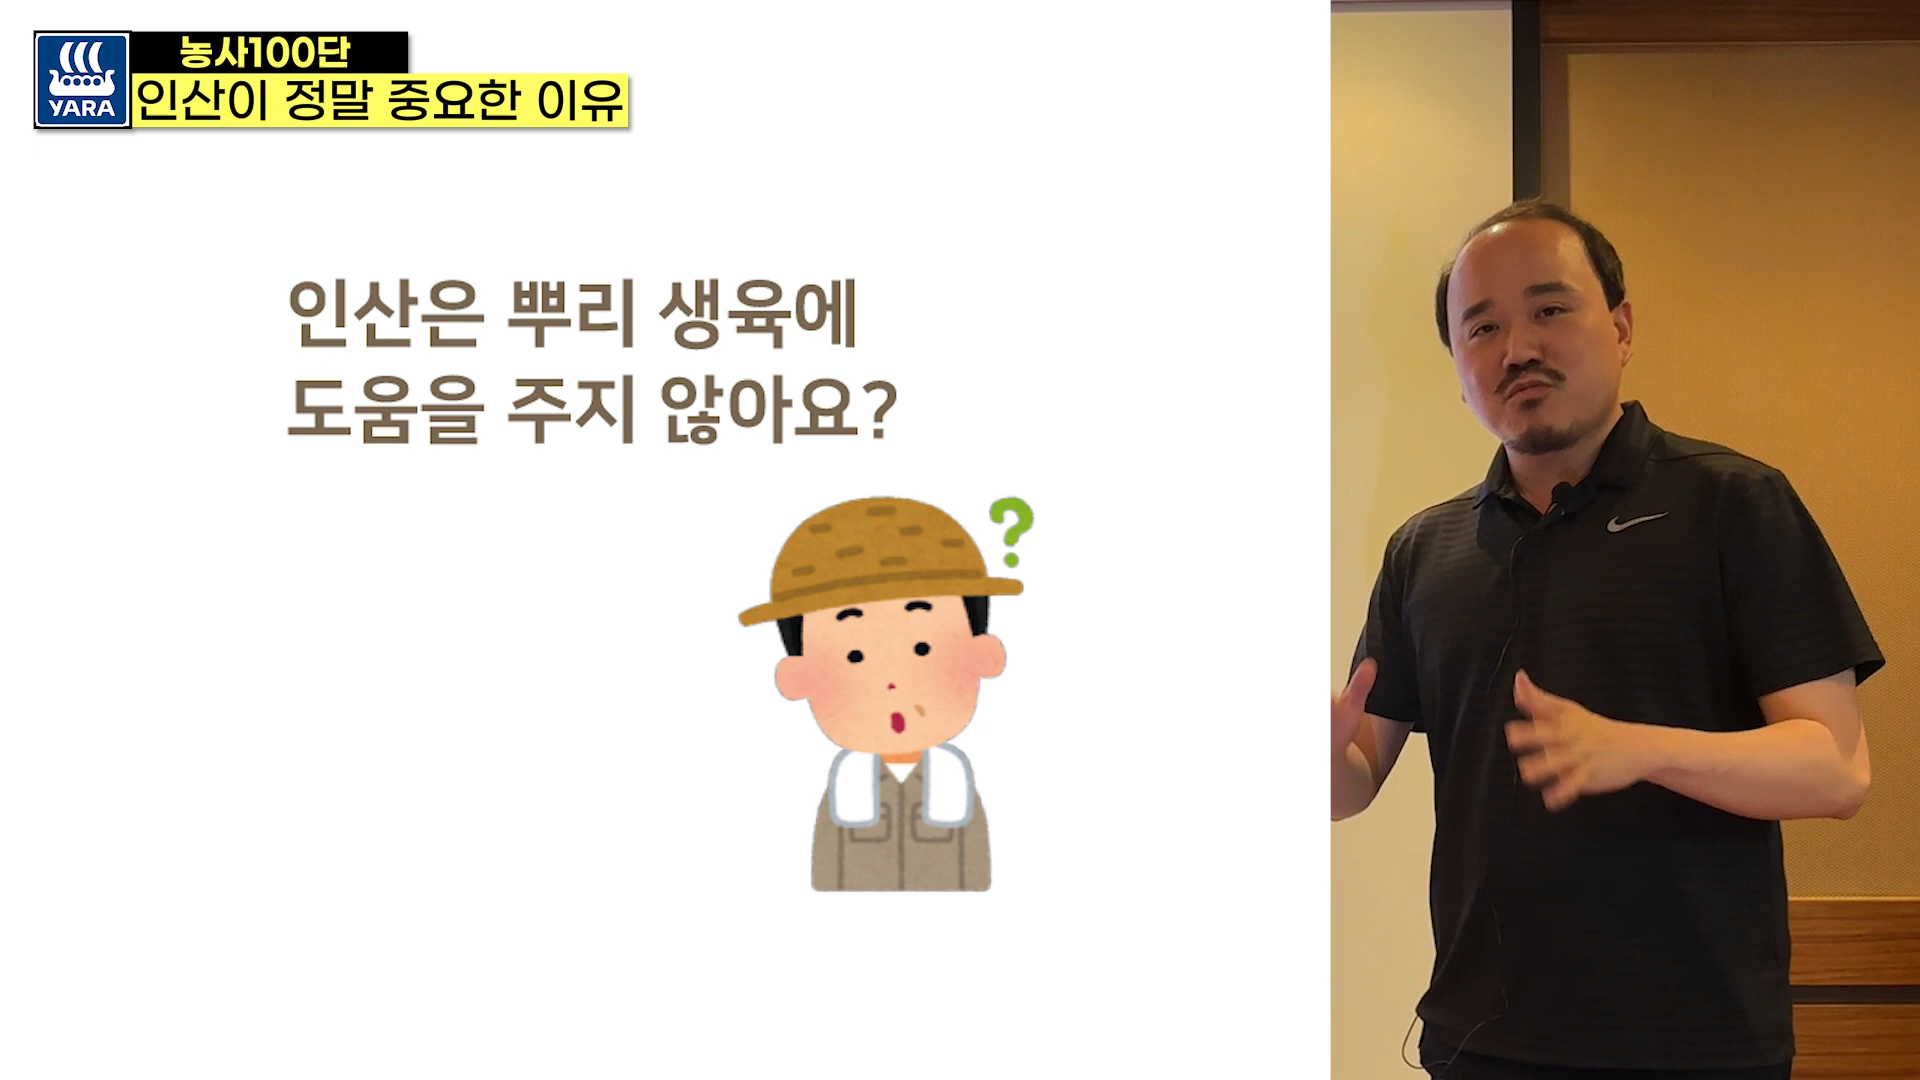 농사100단
YARA
인산이 정말 중요한 이유
인산은 뿌리 생육에
도움을 주지 않아요?
?